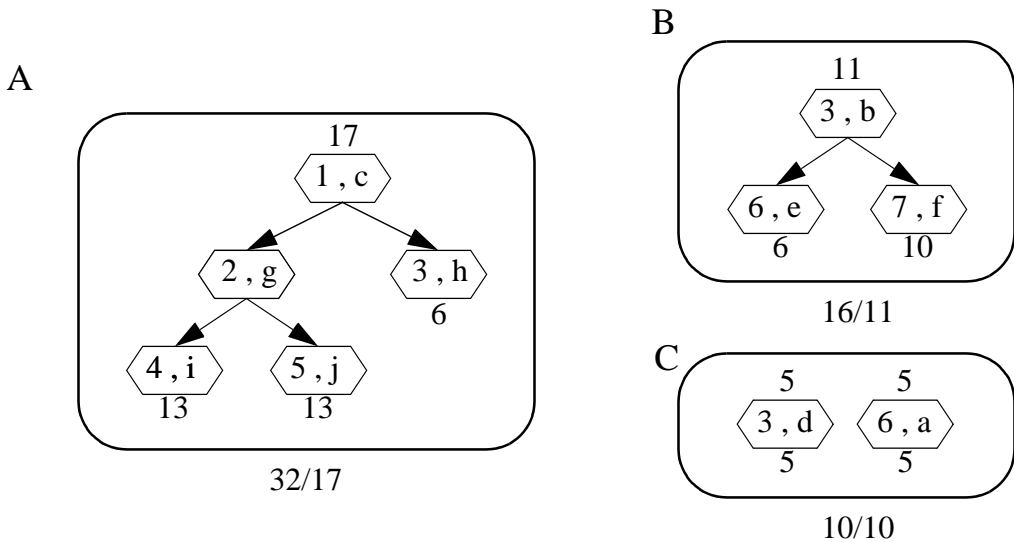 A
17
1 , c
2 , g
3 , h
6
4 , i
5 , j
13
13
32/17
B
11
3 , b
6 , e
7 , f
6
10
16/11
C
5
5
3 , d
6 , a
5
5
10/10